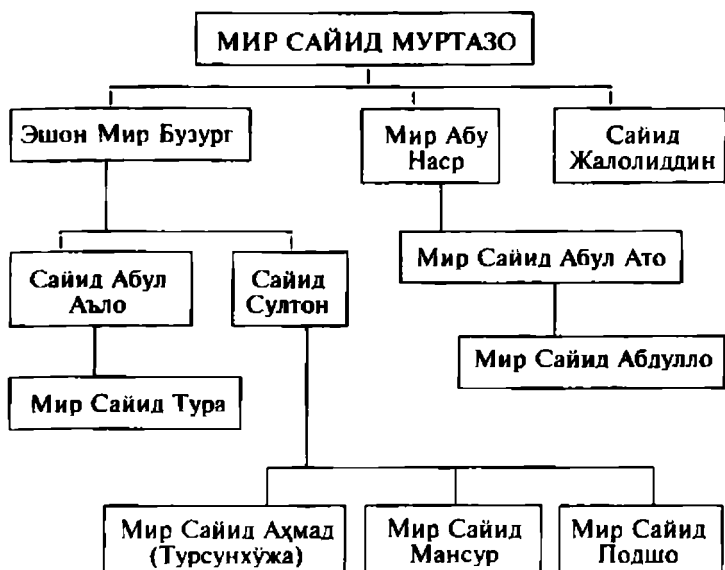 МИР САЙИД МУРТАЗО
Эшон Мир Бузург
Мир Абу
Наср
Сайид
Жалолиддин
Сайид Абул
Аъло
Сайид
Султон
Мир Сайид Абул Ато
Мир Сайид Абдулло
Мир Сайид Тура
Мир Сайид Аҳмад
(Турсунхўжа)
Мир Сайид
Мансур
Мир Сайид
Подшо